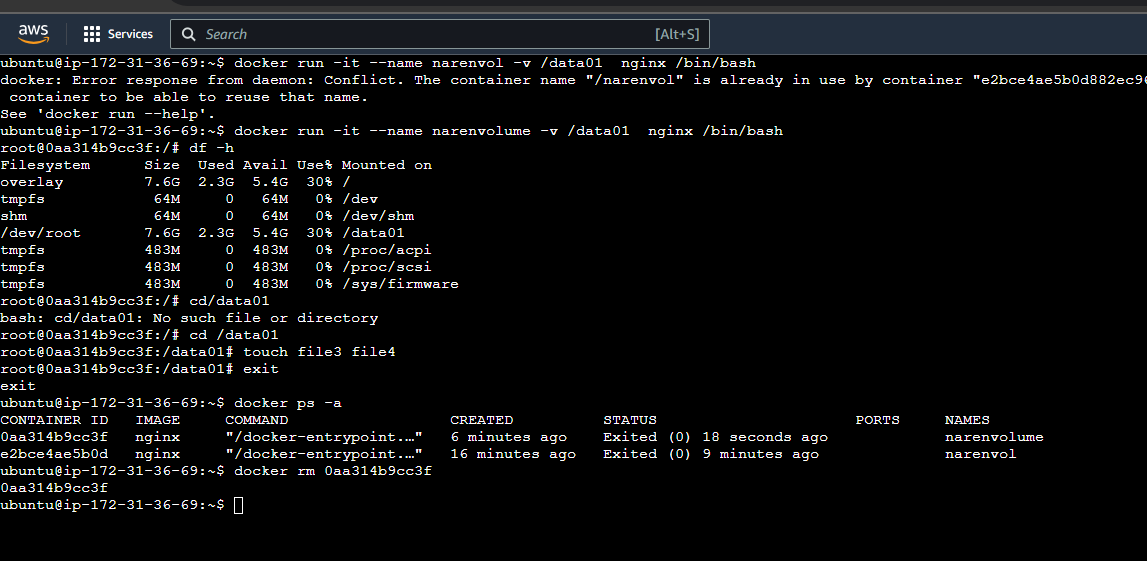 aws
Services
Search
[Alt+S]
ubuntu@ip-172-31-36-69:~$ docker run -it --name narenvol -v /data01  nginx /bin/bash
docker: Error response from daemon: Conflict. The container name "/narenvol" is already in use by container "e2bce4ae5b0d882ec9
 container to be able to reuse that name.
See 'docker run --help'.
ubuntu@ip-172-31-36-69:~$ docker run -it --name narenvolume -v /data01  nginx /bin/bash
root@0aa314b9cc3f:/# df -h
Filesystem      Size  Used Avail Use% Mounted on
overlay         7.6G  2.3G  5.4G  30% /
tmpfs            64M     0   64M   0% /dev
shm              64M     0   64M   0% /dev/shm
/dev/root       7.6G  2.3G  5.4G  30% /data01
tmpfs           483M     0  483M   0% /proc/acpi
tmpfs           483M     0  483M   0% /proc/scsi
tmpfs           483M     0  483M   0% /sys/firmware
root@0aa314b9cc3f:/# cd/data01
bash: cd/data01: No such file or directory
root@0aa314b9cc3f:/# cd /data01
root@0aa314b9cc3f:/data01# touch file3 file4
root@0aa314b9cc3f:/data01# exit
exit
ubuntu@ip-172-31-36-69:~$ docker ps -a
CONTAINER ID   IMAGE     COMMAND                  CREATED          STATUS                      PORTS     NAMES
0aa314b9cc3f   nginx     "/docker-entrypoint.…"   6 minutes ago    Exited (0) 18 seconds ago             narenvolume
e2bce4ae5b0d   nginx     "/docker-entrypoint.…"   16 minutes ago   Exited (0) 9 minutes ago              narenvol
ubuntu@ip-172-31-36-69:~$ docker rm 0aa314b9cc3f
0aa314b9cc3f
ubuntu@ip-172-31-36-69:~$